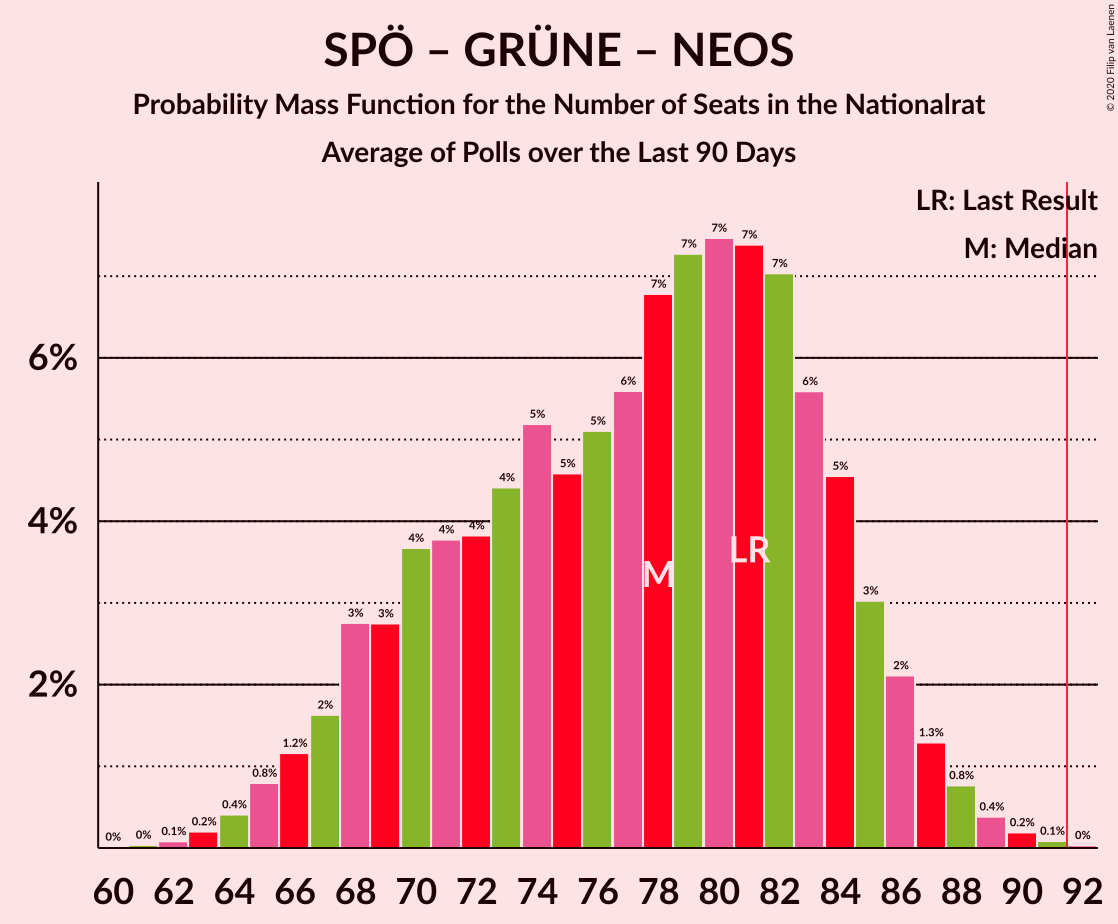 SPÖ – GRÜNE – NEOS
Probability Mass Function for the Number of Seats in the Nationalrat
Average of Polls over the Last 90 Days
© 2020 Filip van Laenen
LR: Last Result
M: Median
6%
4%
2%
0% 0% 0.1% 0.2% 0.4% 0.8% 1.2% 2% 3% 3% 4% 4% 4% 4% 5% 5% 5% 6% 7% 7% 7% 7% 7% 6% 5% 3% 2% 1.3% 0.8% 0.4% 0.2% 0.1% 0%
M
LR
60 62 64 66 68 70 72 74 76 78 80 82 84 86 88 90 92